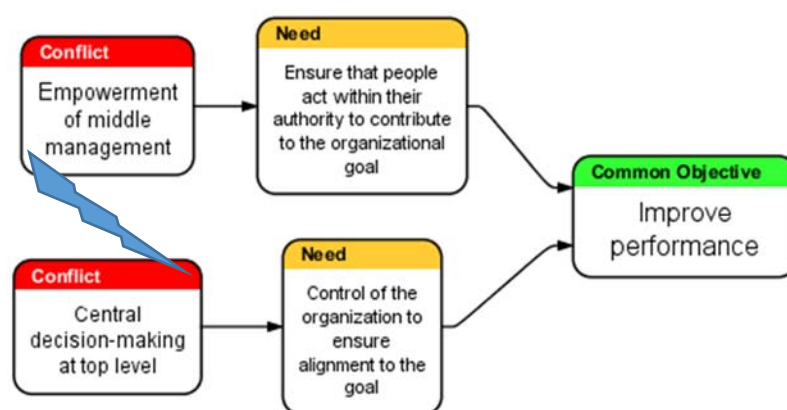 Conflict
Empowerment
of middle
management
Need
Ensure that people
act within their
authority to contribute
to the organizational
goal
Common Objective
Improve
performance
Conflict
Central
decision-making
at top level
Need
Control of the
organization to
ensure
alignment to the
goal